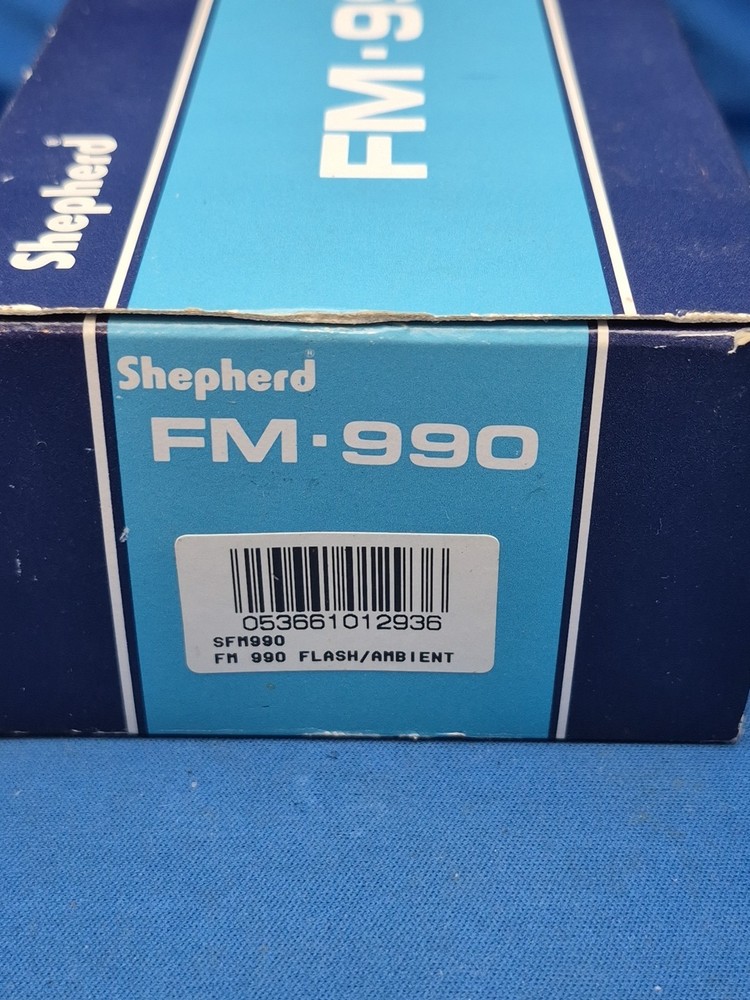 Shepherd
FM·99
Shepherd®
FM·990
053661012936
SFM990
FM 990 FLASH/AMBIENT